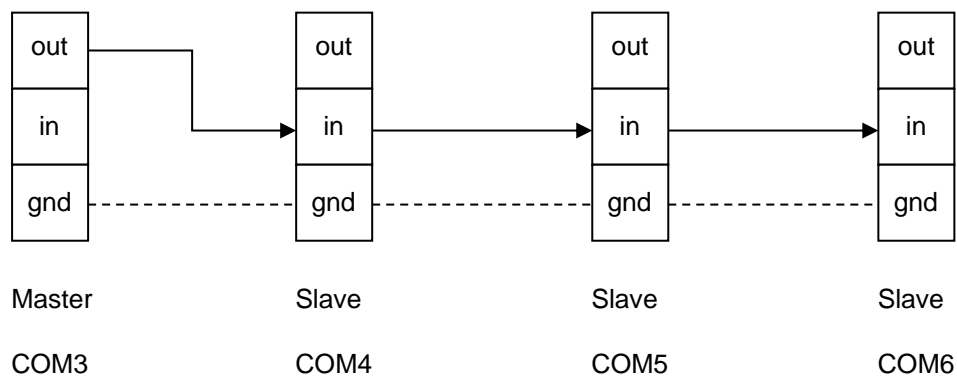 out out out out
in in in in
gnd gnd gnd gnd
Master Slave Slave Slave
COM3 COM4 COM5 COM6